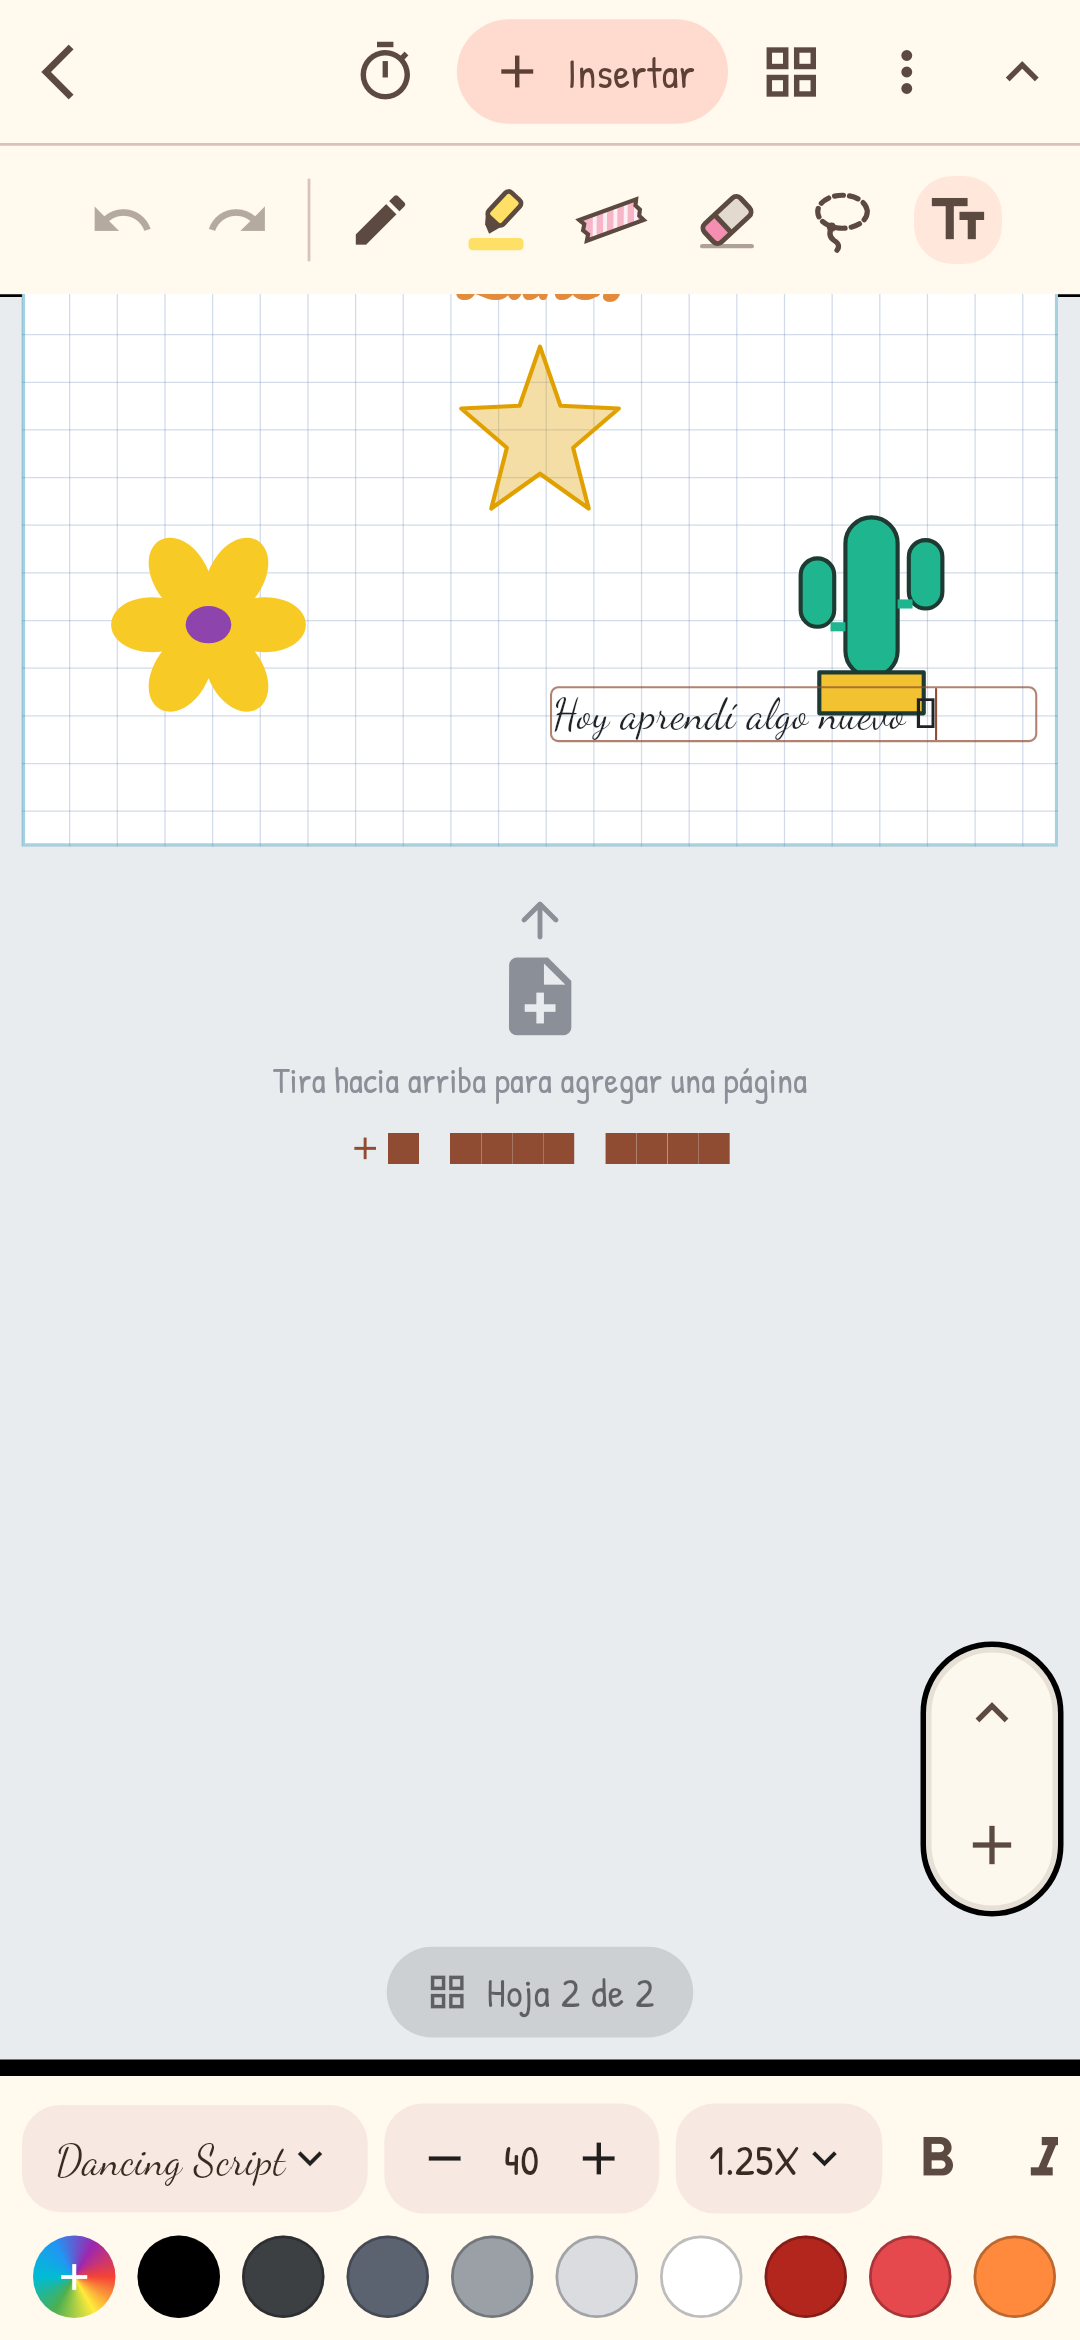 Insertar
Hoy aprendí algo nuevo
Tira hacia arriba para agregar una página
Hoja 2 de 2
Dancing Script
40
1.25X
B
I